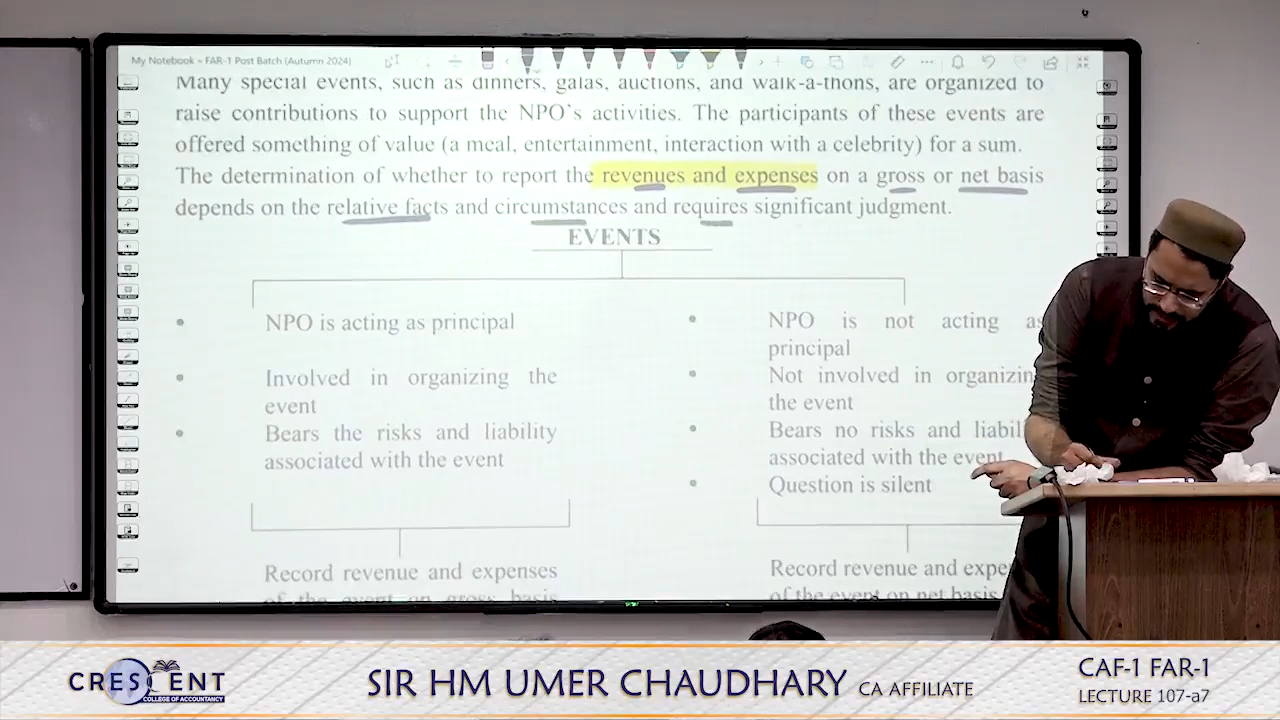 My Notebook - FAR-1 Post Batch (Autumn 2024)
Many special events, such as dinners, galas, auctions, and walk-a-thons, are organized to
raise contributions to support the NPO's activities. The participants of these events are
offered something of value (a meal, entertainment, interaction with a celebrity) for a sum.
The determination of whether to report the revenues and expenses on a gross or net basis
depends on the relative facts and circumstances and requires significant judgment.
EVENTS
• NPO is acting as principal
• Involved in organizing the
event
• Bears the risks and liability
associated with the event
Record revenue and expenses
of the event on gross basis
• NPO is not acting as
principal
• Not involved in organizin
the event
• Bears no risks and liabil
associated with the event
• Question is silent
Record revenue and expe
of the event on net basis
CRESCENT
COLLEGE OF ACCOUNTANCY
SIR HM UMER CHAUDHARY CA AFFILIATE
CAF-1 FAR-1
LECTURE 107-a7